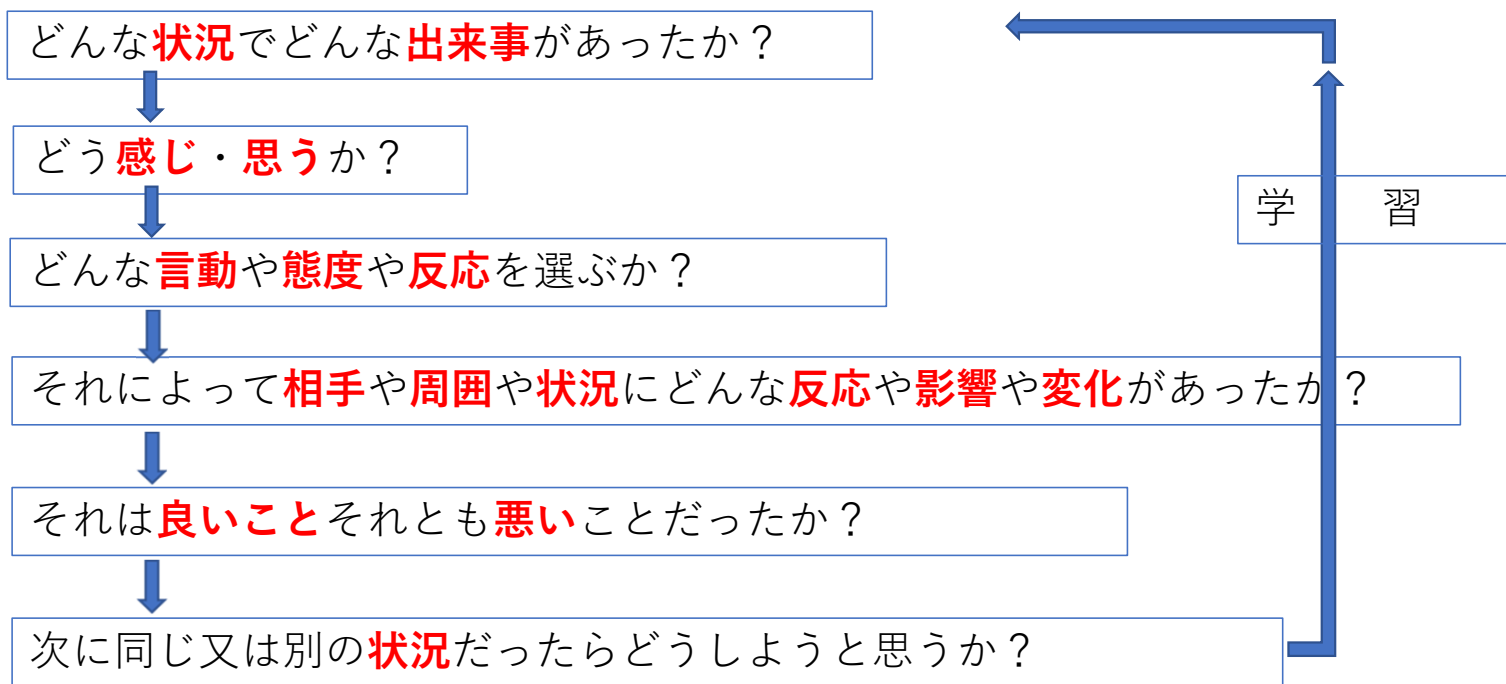 どんな状況でどんな出来事があったか？
どう感じ・思うか？
学 習
どんな言動や態度や反応を選ぶか？
それによって相手や周囲や状況にどんな反応や影響や変化があったか？
それは良いことそれとも悪いことだったか？
次に同じ又は別の状況だったらどうしようと思うか？